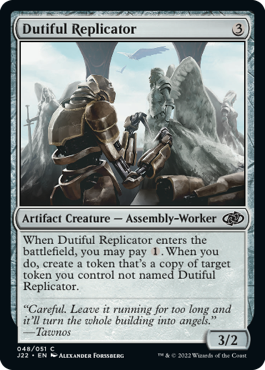 Dutiful Replicator 3
Artifact Creature — Assembly-Worker
When Dutiful Replicator enters the
battlefield, you may pay 1. When you
do, create a token that's a copy of target
token you control not named Dutiful
Replicator.
"Careful. Leave it running for too long and
it'll turn the whole building into angels."
—Tawnos
3/2
048/051 C
J22 • EN ALEXANDER FORSSBERG
™ & © 2022 Wizards of the Coast